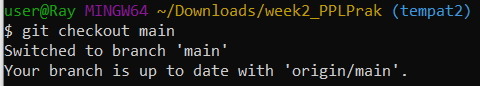 user@Ray MINGW64 ~/Downloads/week2_PPLPrak (tempat2)
$ git checkout main
Switched to branch 'main'
Your branch is up to date with 'origin/main'.